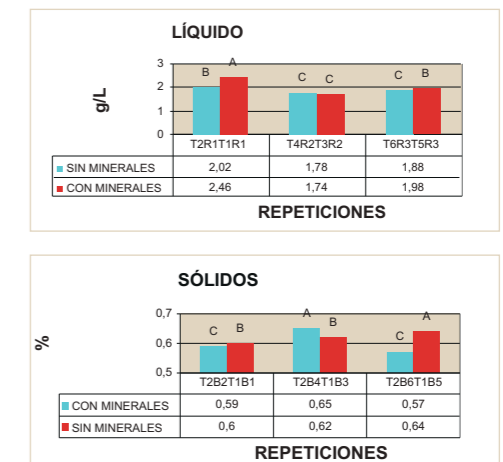 LÍQUIDO
g/L
3
2
1
0
B A C C C B
T2R1T1R1 T4R2T3R2 T6R3T5R3
SIN MINERALES 2,02 1,78 1,88
CON MINERALES 2,46 1,74 1,98
REPETICIONES
SÓLIDOS
%
0,7
0,6
0,5
C B A B C A
T2B2T1B1 T2B4T1B3 T2B6T1B5
CON MINERALES 0,59 0,65 0,57
SIN MINERALES 0,6 0,62 0,64
REPETICIONES